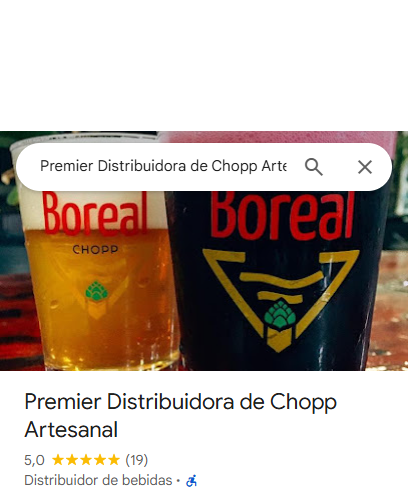 Premier Distribuidora de Chopp Arte
Boreal
CHOPP
Boreal
Premier Distribuidora de Chopp
Artesanal
5,0 (19)
Distribuidor de bebidas ·